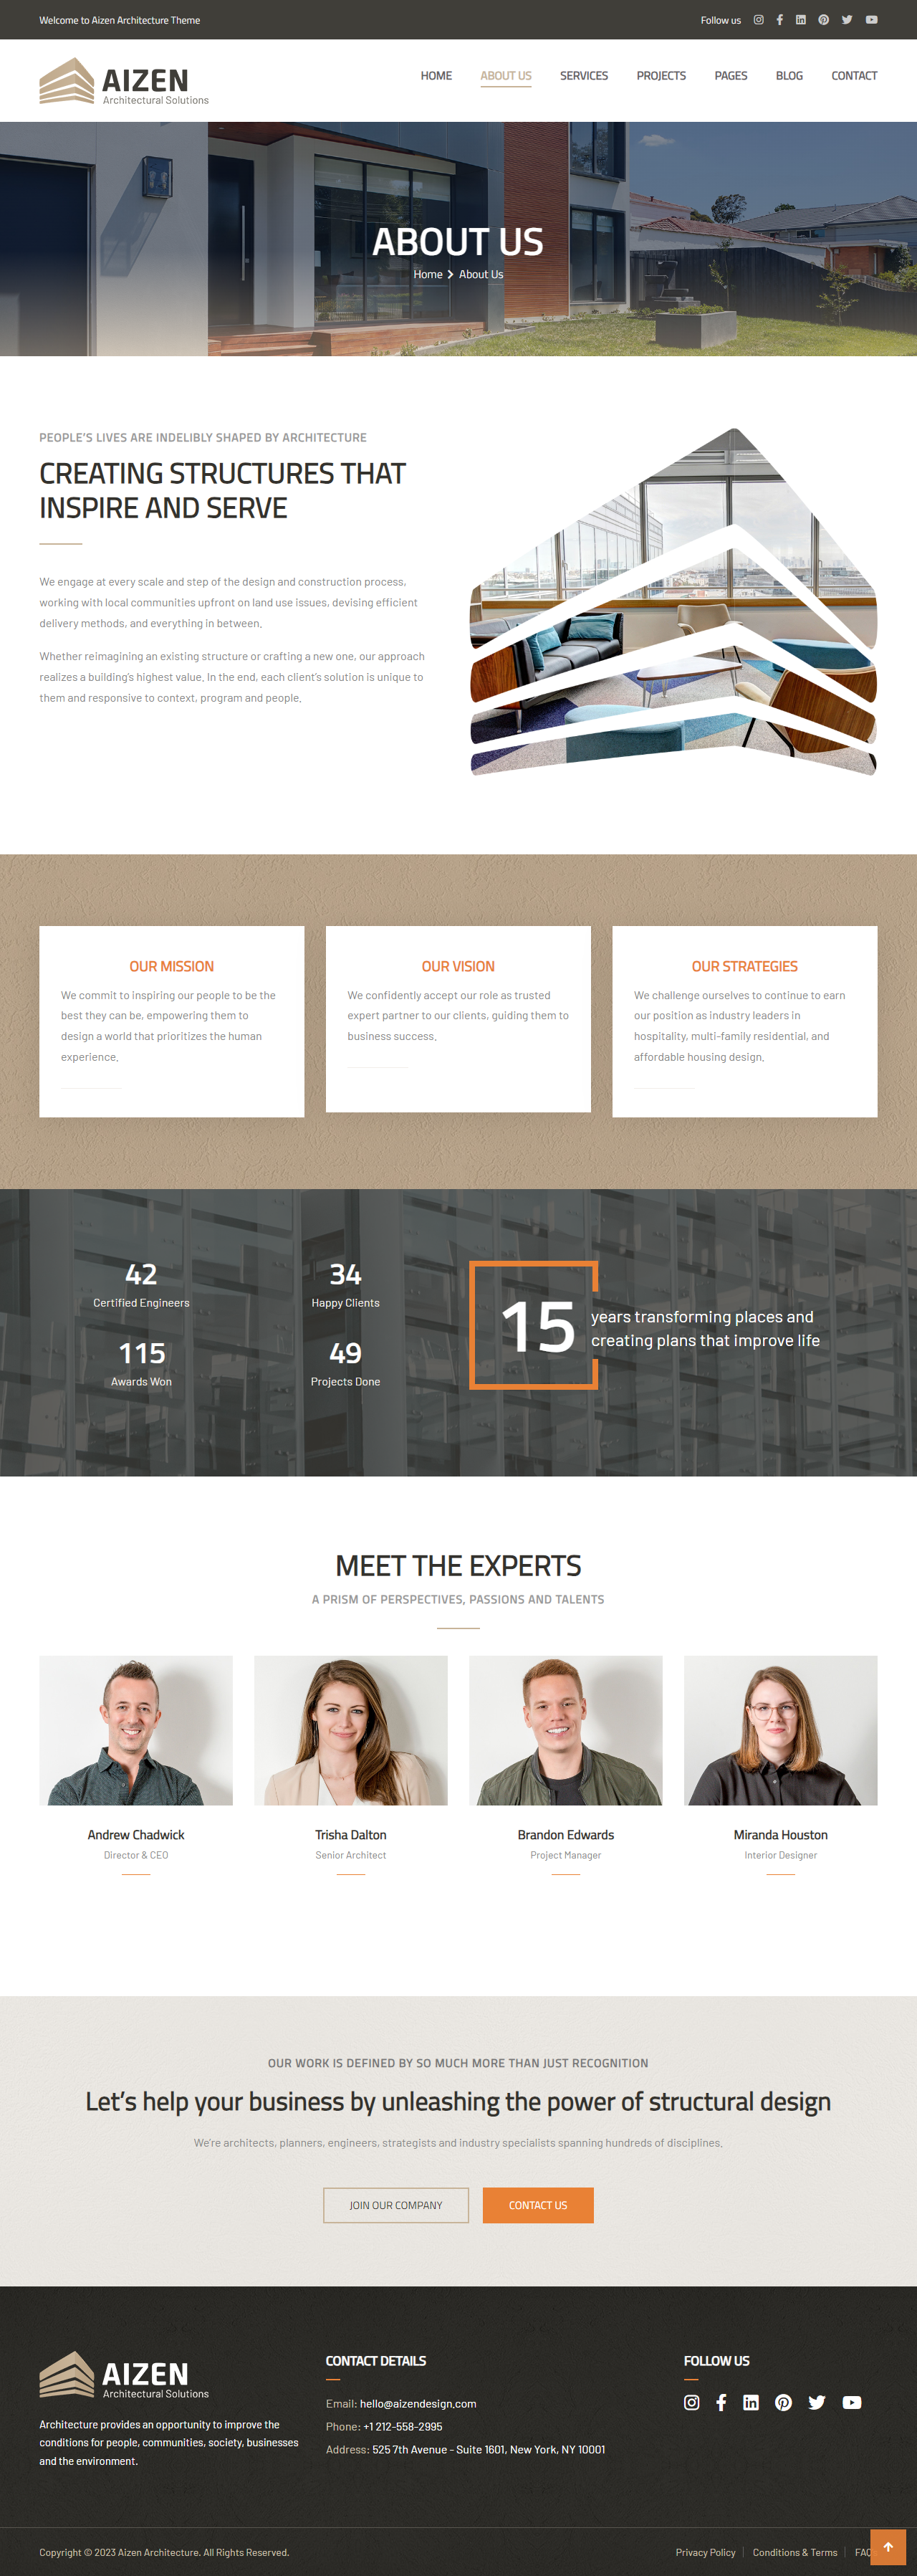 Welcome to Aizen Architecture Theme
Follow us
AIZEN
Architectural Solutions
HOME
ABOUT US
SERVICES
PROJECTS
PAGES
BLOG
CONTACT
ABOUT US
Home
About Us
PEOPLE'S LIVES ARE INDELIBLY SHAPED BY ARCHITECTURE
CREATING STRUCTURES THAT
INSPIRE AND SERVE
We engage at every scale and step of the design and construction process,
working with local communities upfront on land use issues, devising efficient
delivery methods, and everything in between.
Whether reimagining an existing structure or crafting a new one, our approach
realizes a building's highest value. In the end, each client's solution is unique to
them and responsive to context, program and people.
OUR MISSION
We commit to inspiring our people to be the
best they can be, empowering them to
design a world that prioritizes the human
experience.
OUR VISION
We confidently accept our role as trusted
expert partner to our clients, guiding them to
business success.
OUR STRATEGIES
We challenge ourselves to continue to earn
our position as industry leaders in
hospitality, multi-family residential, and
affordable housing design.
42
Certified Engineers
34
Happy Clients
115
Awards Won
49
Projects Done
15
years transforming places and
creating plans that improve life
MEET THE EXPERTS
A PRISM OF PERSPECTIVES, PASSIONS AND TALENTS
Andrew Chadwick
Director & CEO
Trisha Dalton
Senior Architect
Brandon Edwards
Project Manager
Miranda Houston
Interior Designer
OUR WORK IS DEFINED BY SO MUCH MORE THAN JUST RECOGNITION
Let's help your business by unleashing the power of structural design
We're architects, planners, engineers, strategists and industry specialists spanning hundreds of disciplines.
JOIN OUR COMPANY
CONTACT US
AIZEN
Architectural Solutions
Architecture provides an opportunity to improve the
conditions for people, communities, society, businesses
and the environment.
CONTACT DETAILS
Email: hello@aizendesign.com
Phone: +1 212-558-2995
Address: 525 7th Avenue - Suite 1601, New York, NY 10001
FOLLOW US
Copyright © 2023 Aizen Architecture. All Rights Reserved.
Privacy Policy
Conditions & Terms